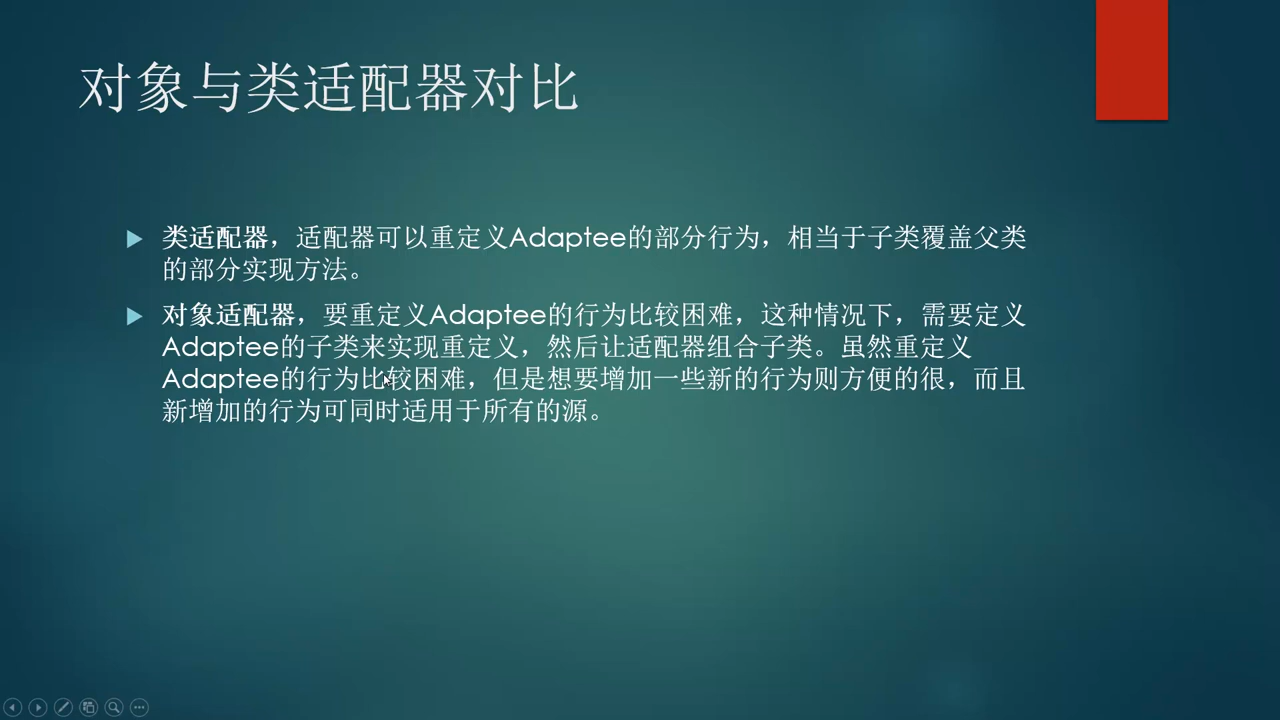 对象与类适配器对比
类适配器，适配器可以重定义Adaptee的部分行为，相当于子类覆盖父类
的部分实现方法。
对象适配器，要重定义Adaptee的行为比较困难，这种情况下，需要定义
Adaptee的子类来实现重定义，然后让适配器组合子类。虽然重定义
Adaptee的行为比较困难，但是想要增加一些新的行为则方便的很，而且
新增加的行为可同时适用于所有的源。